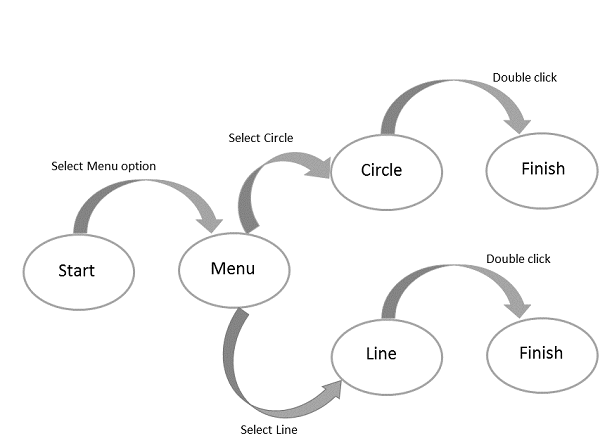 Double click
Select Circle
Circle
Finish
Select Menu option
Start
Menu
Double click
Line
Finish
Select Line